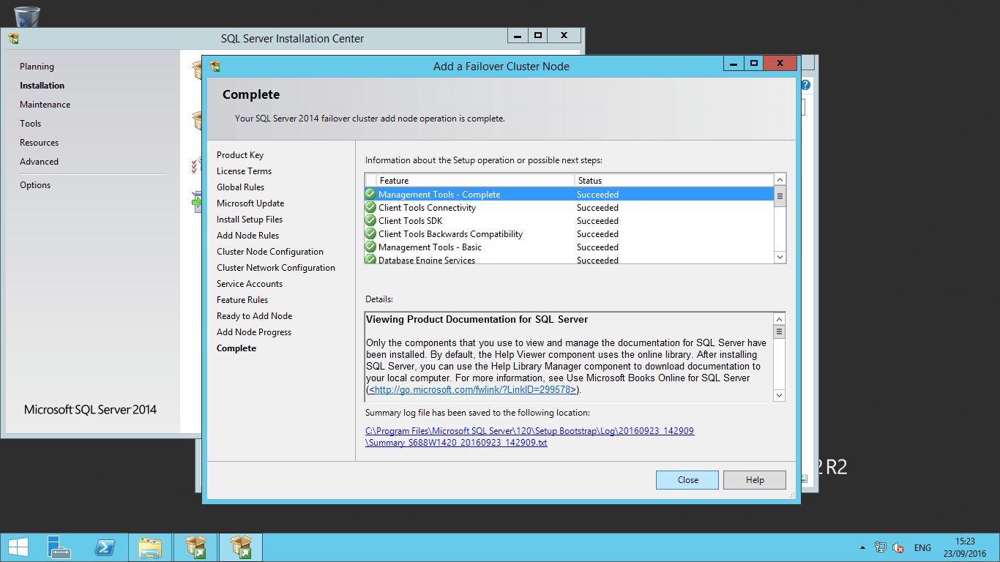 SQL Server Installation Center
Planning
Installation
Maintenance
Tools
Resources
Advanced
Options
Microsoft SQL Server 2014
Add a Failover Cluster Node
Complete
Your SQL Server 2014 failover cluster add node operation is complete.
Product Key
License Terms
Global Rules
Microsoft Update
Install Setup Files
Add Node Rules
Cluster Node Configuration
Cluster Network Configuration
Service Accounts
Feature Rules
Ready to Add Node
Add Node Progress
Complete
Information about the Setup operation or possible next steps:
Feature Status
Management Tools - Complete Succeeded
Client Tools Connectivity Succeeded
Client Tools SDK Succeeded
Client Tools Backwards Compatibility Succeeded
Management Tools - Basic Succeeded
Database Engine Services Succeeded
Details:
Viewing Product Documentation for SQL Server
Only the components that you use to view and manage the documentation for SQL Server have
been installed. By default, the Help Viewer component uses the online library. After installing
SQL Server, you can use the Help Library Manager component to download documentation to
your local computer. For more information, see Use Microsoft Books Online for SQL Server
(<http://go.microsoft.com/fwlink/?LinkID=299578>).
Summary log file has been saved to the following location:
C:\Program Files\Microsoft SQL Server\120\Setup Bootstrap\Log\20160923_142909
\Summary_S688W1420_20160923_142909.txt
Close Help
2 R2
ENG
15:23
23/09/2016